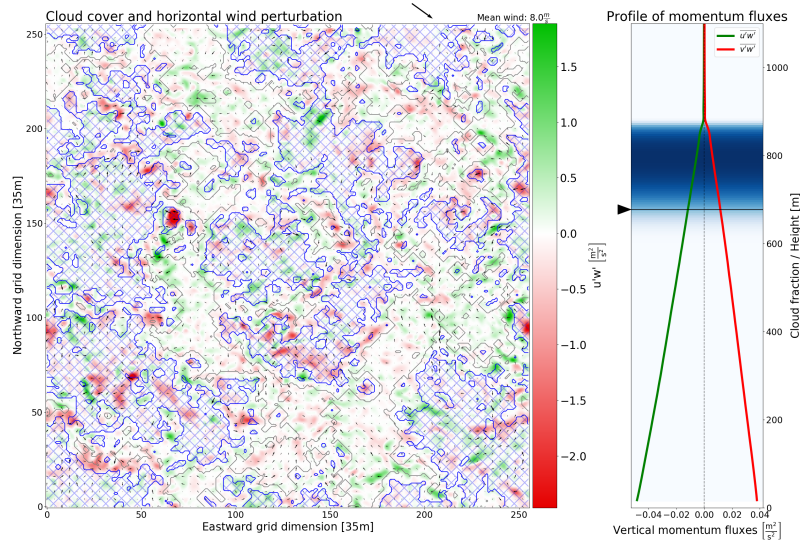 Cloud cover and horizontal wind perturbation
Mean wind: 8.0 m/s
250
200
150
100
50
0
0 50 100 150 200 250
Northward grid dimension [35m]
Eastward grid dimension [35m]
1.5
1.0
0.5
0.0
−0.5
−1.0
−1.5
−2.0
u'w' [m²/s²]
Profile of momentum fluxes
u'w'
v'w'
1000
800
600
400
200
0
−0.04 −0.02 0.00 0.02 0.04
Cloud fraction / Height [m]
Vertical momentum fluxes [m²/s²]